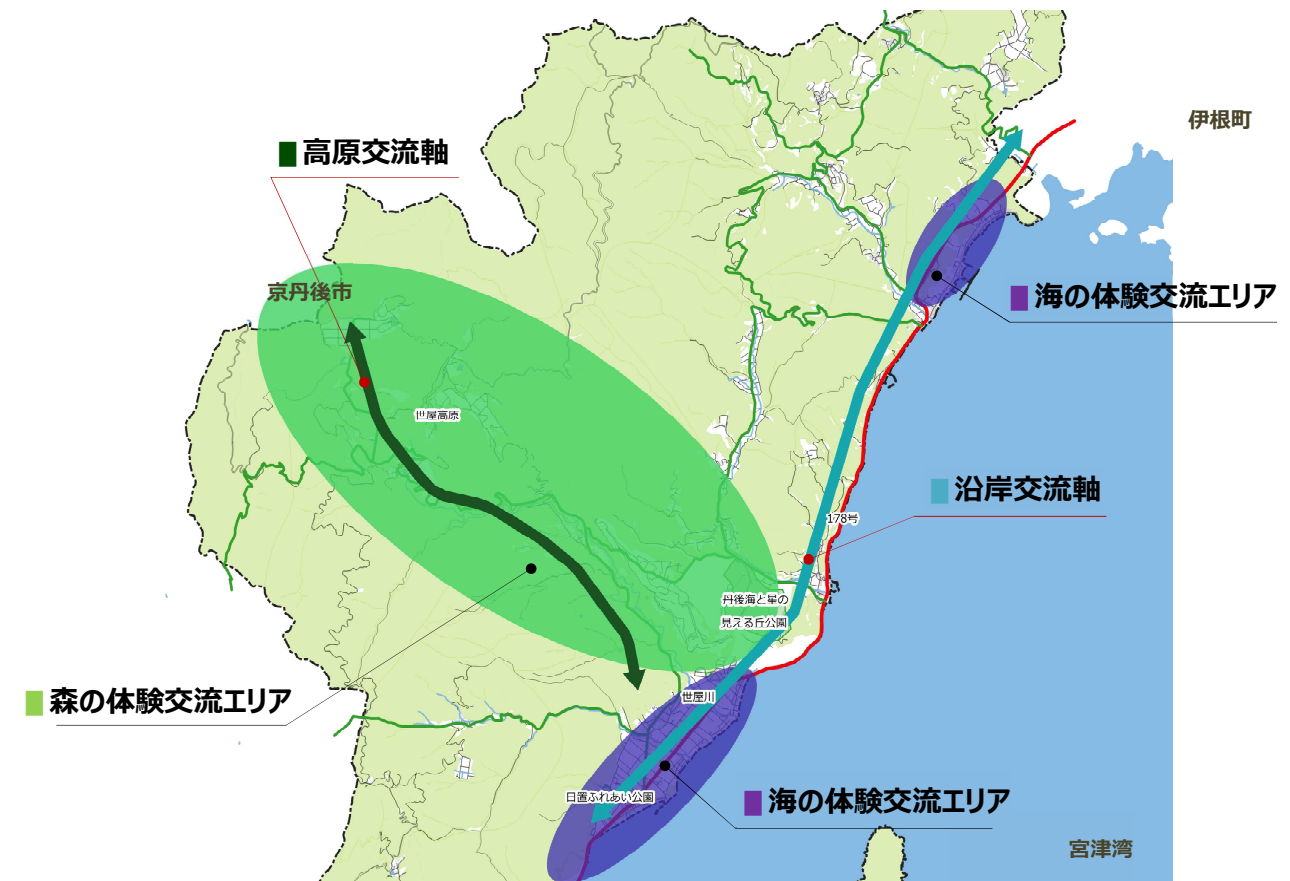 伊根町
高原交流軸
京丹後市
海の体験交流エリア
世屋高原
沿岸交流軸
178号
丹後海と星の
見える丘公園
森の体験交流エリア
世屋川
日置ふれあい公園
海の体験交流エリア
宮津湾